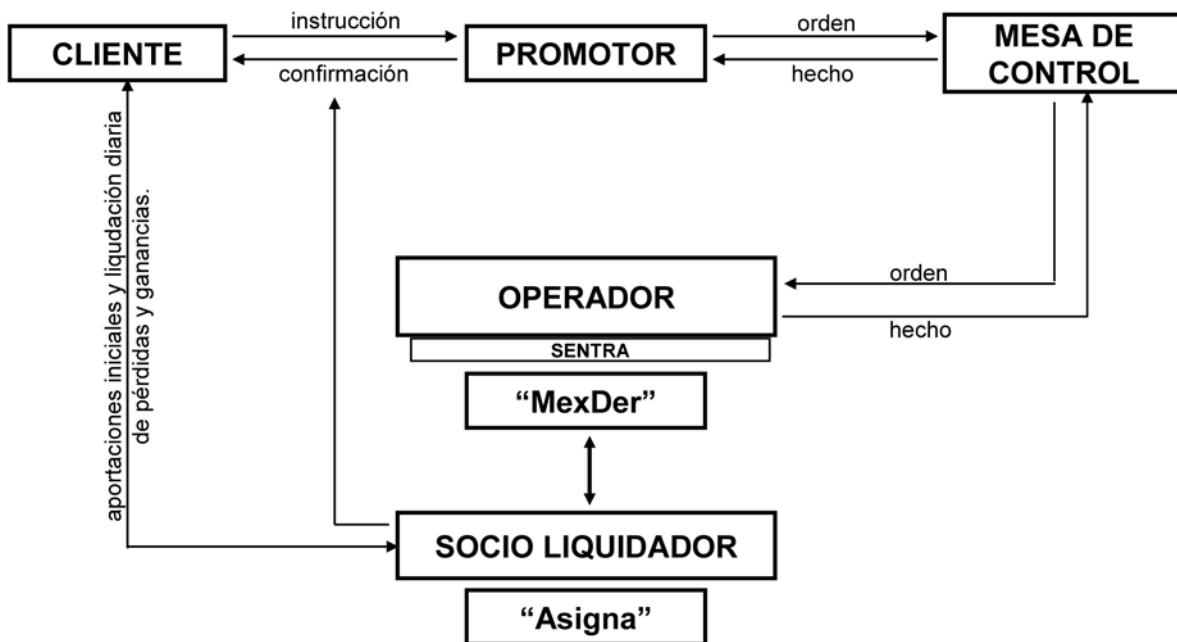 instrucción
orden
CLIENTE
PROMOTOR
MESA DE
CONTROL
confirmación
hecho
aportaciones iniciales y liqudación diaria
de pérdidas y ganancias.
OPERADOR
orden
hecho
SENTRA
“MexDer”
SOCIO LIQUIDADOR
“Asigna”